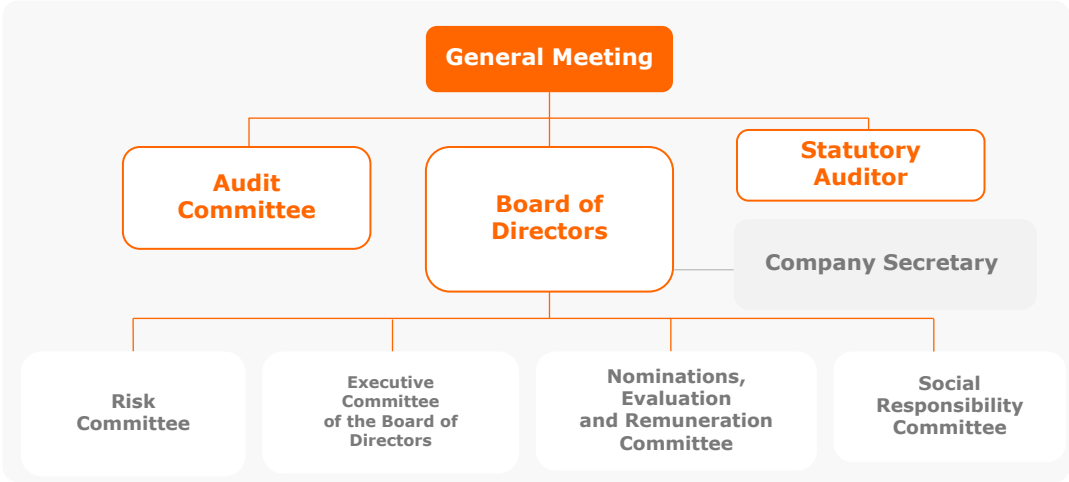 General Meeting
Audit
Committee
Board of
Directors
Statutory
Auditor
Company Secretary
Risk
Committee
Executive
Committee
of the Board of
Directors
Nominations,
Evaluation
and Remuneration
Committee
Social
Responsibility
Committee